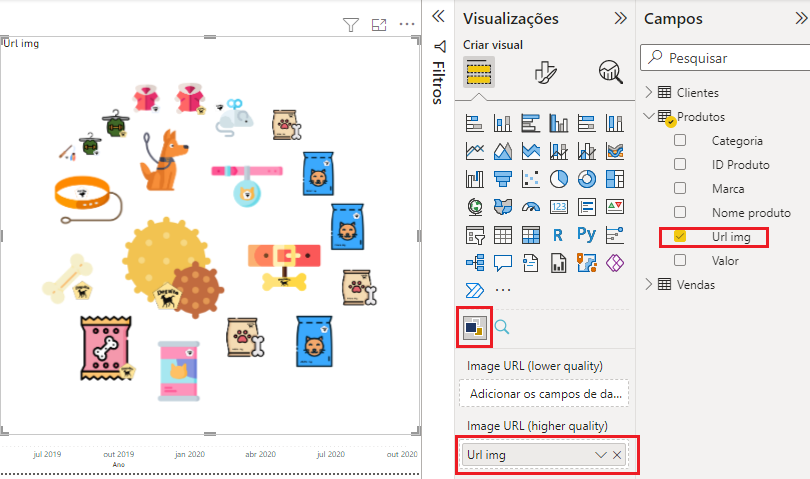 Url img
jul 2019
out 2019
jan 2020
abr 2020
jul 2020
out 2020
Ano
Filtros
Visualizações
Criar visual
123
R
Py
Image URL (lower quality)
Adicionar os campos de da...
Image URL (higher quality)
Url img
Campos
Pesquisar
Clientes
Produtos
Categoria
ID Produto
Marca
Nome produto
Url img
Valor
Vendas